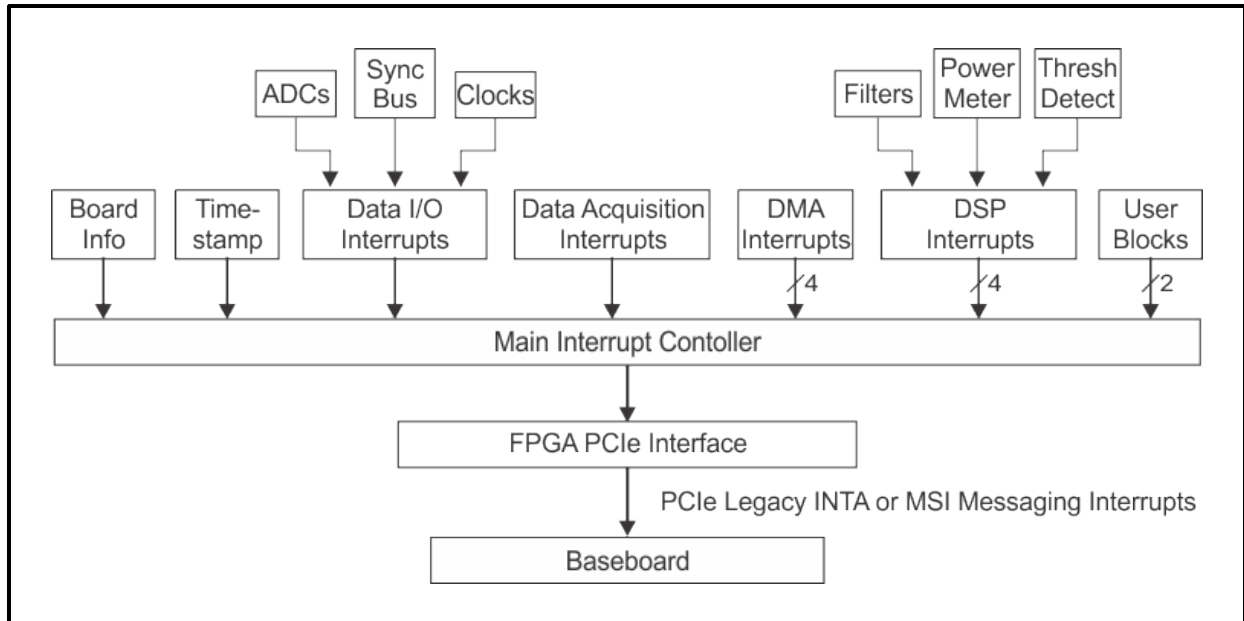 ADCs
Sync
Bus
Clocks
Filters
Power
Meter
Thresh
Detect
Board
Info
Time-
stamp
Data I/O
Interrupts
Data Acquisition
Interrupts
DMA
Interrupts
DSP
Interrupts
User
Blocks
4
4
2
Main Interrupt Contoller
FPGA PCIe Interface
PCIe Legacy INTA or MSI Messaging Interrupts
Baseboard